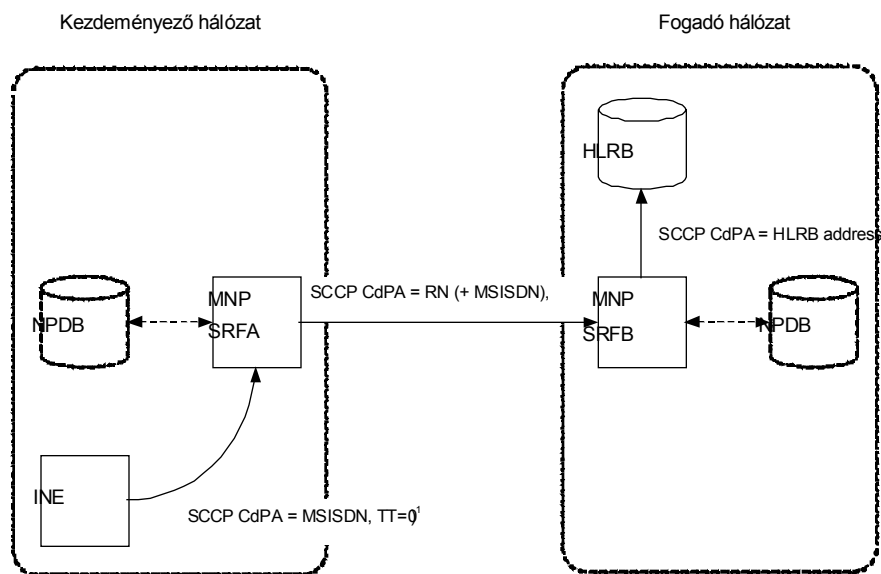 Kezdeményező hálózat
Fogadó hálózat
HLRB
SCCP CdPA = HLRB address
SCCP CdPA = RN (+ MSISDN),
NPDB
MNP
SRFA
MNP
SRFB
NPDB
INE
SCCP CdPA = MSISDN, TT=0)¹